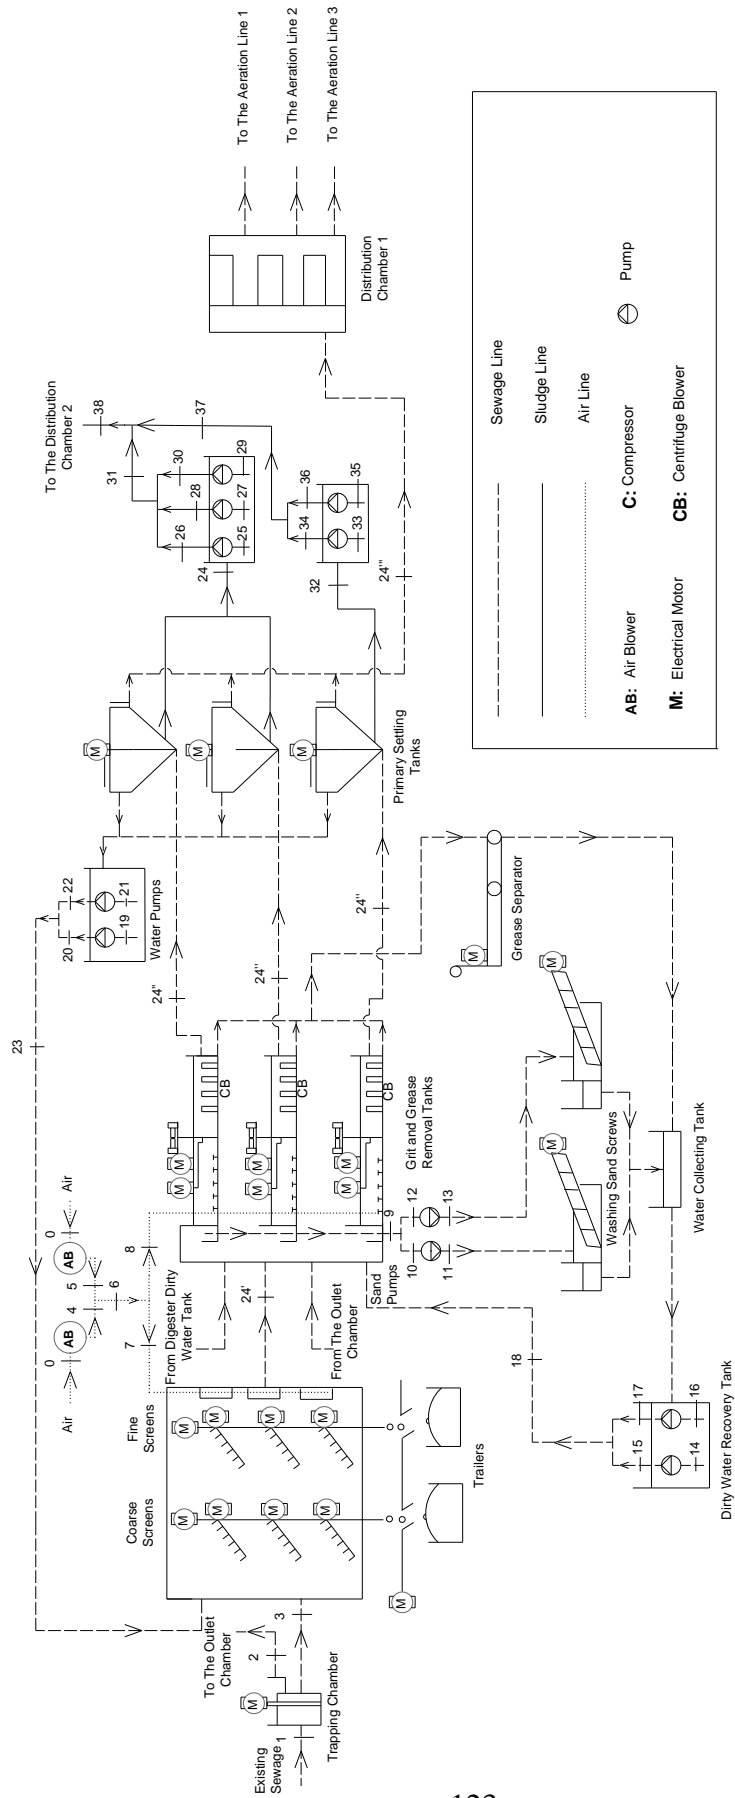 To The Aeration Line 1
To The Aeration Line 2
To The Aeration Line 3
Distribution
Chamber 1
To The Distribution
Chamber 2
38
37
31
30
29
28
27
26
25
24
36
35
34
33
32
24'''
Primary Settling
Tanks
M
M
M
22
21
20
19
Water Pumps
23
24''
24''
24''
Grease Separator
M
CB
CB
CB
Grit and Grease
Removal Tanks
M
M
M
M
M
M
9
12
13
10
11
Sand
Pumps
M
M
Washing Sand Screws
Water Collecting Tank
Air
0
AB
8
5
6
4
7
AB
0
Air
From Digester Dirty
Water Tank
24'
From The Outlet
Chamber
18
17
16
15
14
Dirty Water Recovery Tank
Fine
Screens
M
M
M
M
Coarse
Screens
M
M
M
M
M
Trailers
To The Outlet
Chamber
3
2
M
Trapping Chamber
Existing
Sewage
1
Sewage Line
Sludge Line
Air Line
AB: Air Blower
C: Compressor
Pump
M: Electrical Motor
CB: Centrifuge Blower